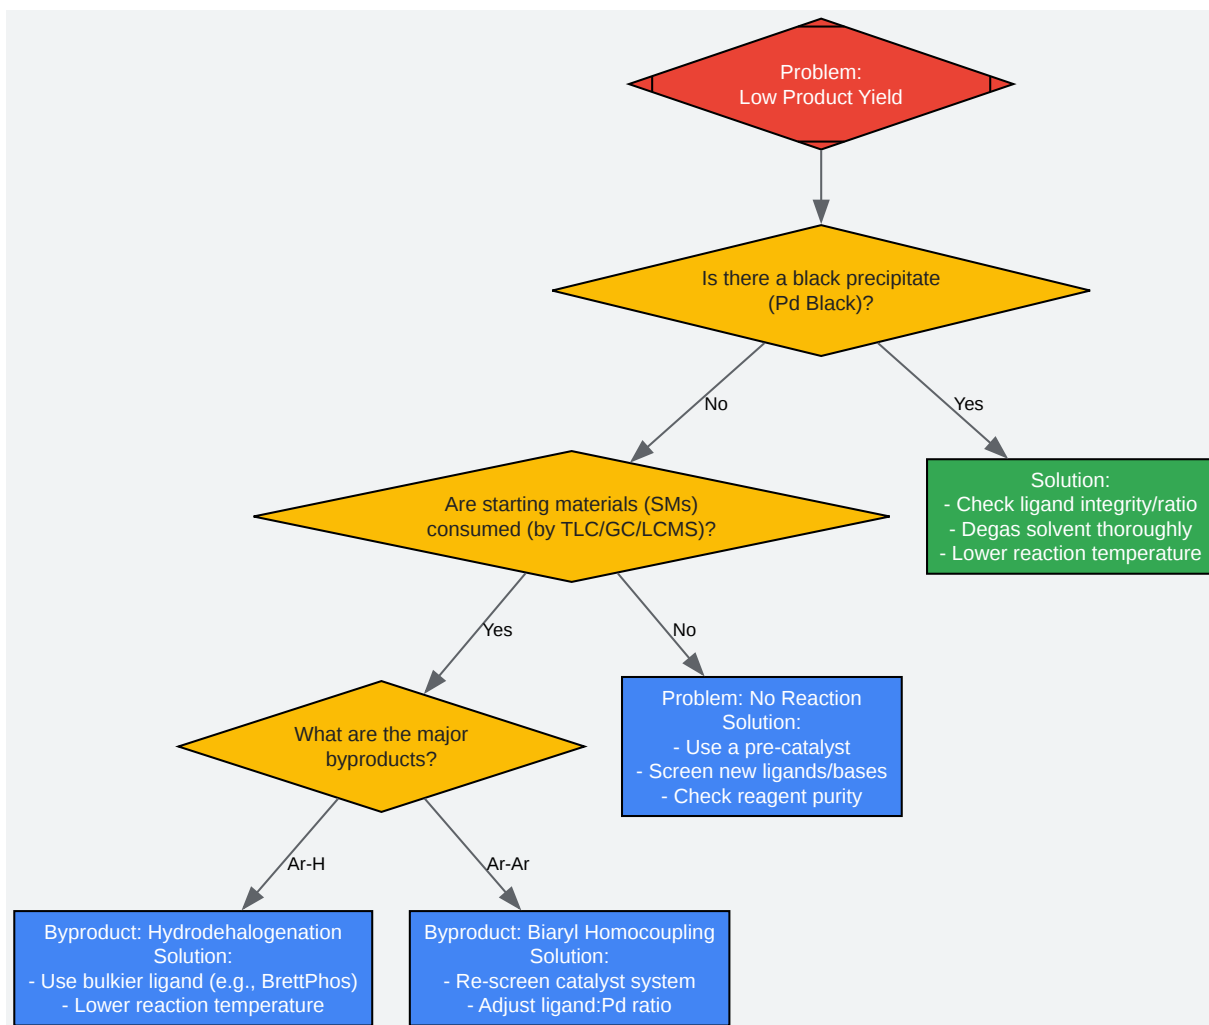 Problem:
Low Product Yield
Is there a black precipitate
(Pd Black)?
No
Yes
Are starting materials (SMs)
consumed (by TLC/GC/LCMS)?
Solution:
- Check ligand integrity/ratio
- Degas solvent thoroughly
- Lower reaction temperature
Yes
No
What are the major
byproducts?
Problem: No Reaction
Solution:
- Use a pre-catalyst
- Screen new ligands/bases
- Check reagent purity
Ar-H
Ar-Ar
Byproduct: Hydrodehalogenation
Solution:
- Use bulkier ligand (e.g., BrettPhos)
- Lower reaction temperature
Byproduct: Biaryl Homocoupling
Solution:
- Re-screen catalyst system
- Adjust ligand:Pd ratio